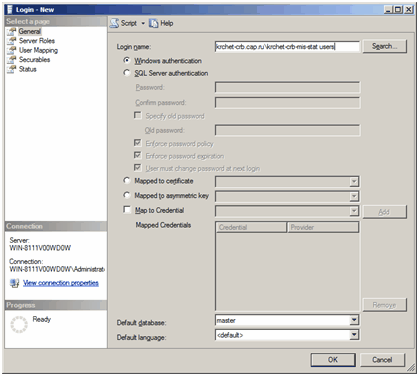 Login - New
Select a page
General
Server Roles
User Mapping
Securables
Status
Script
Help
Login name:
krchet-crb.cap.ru\krchet-crb-mis-stat users
Search...
Windows authentication
SQL Server authentication
Password:
Confirm password:
Specify old password
Old password:
Enforce password policy
Enforce password expiration
User must change password at next login
Mapped to certificate
Mapped to asymmetric key
Map to Credential
Add
Mapped Credentials
Credential
Provider
Remove
Default database:
master
Default language:
<default>
Connection
Server:
WIN-8111V00WD0W
Connection:
WIN-8111V00WD0W\Administrat
View connection properties
Progress
Ready
OK
Cancel